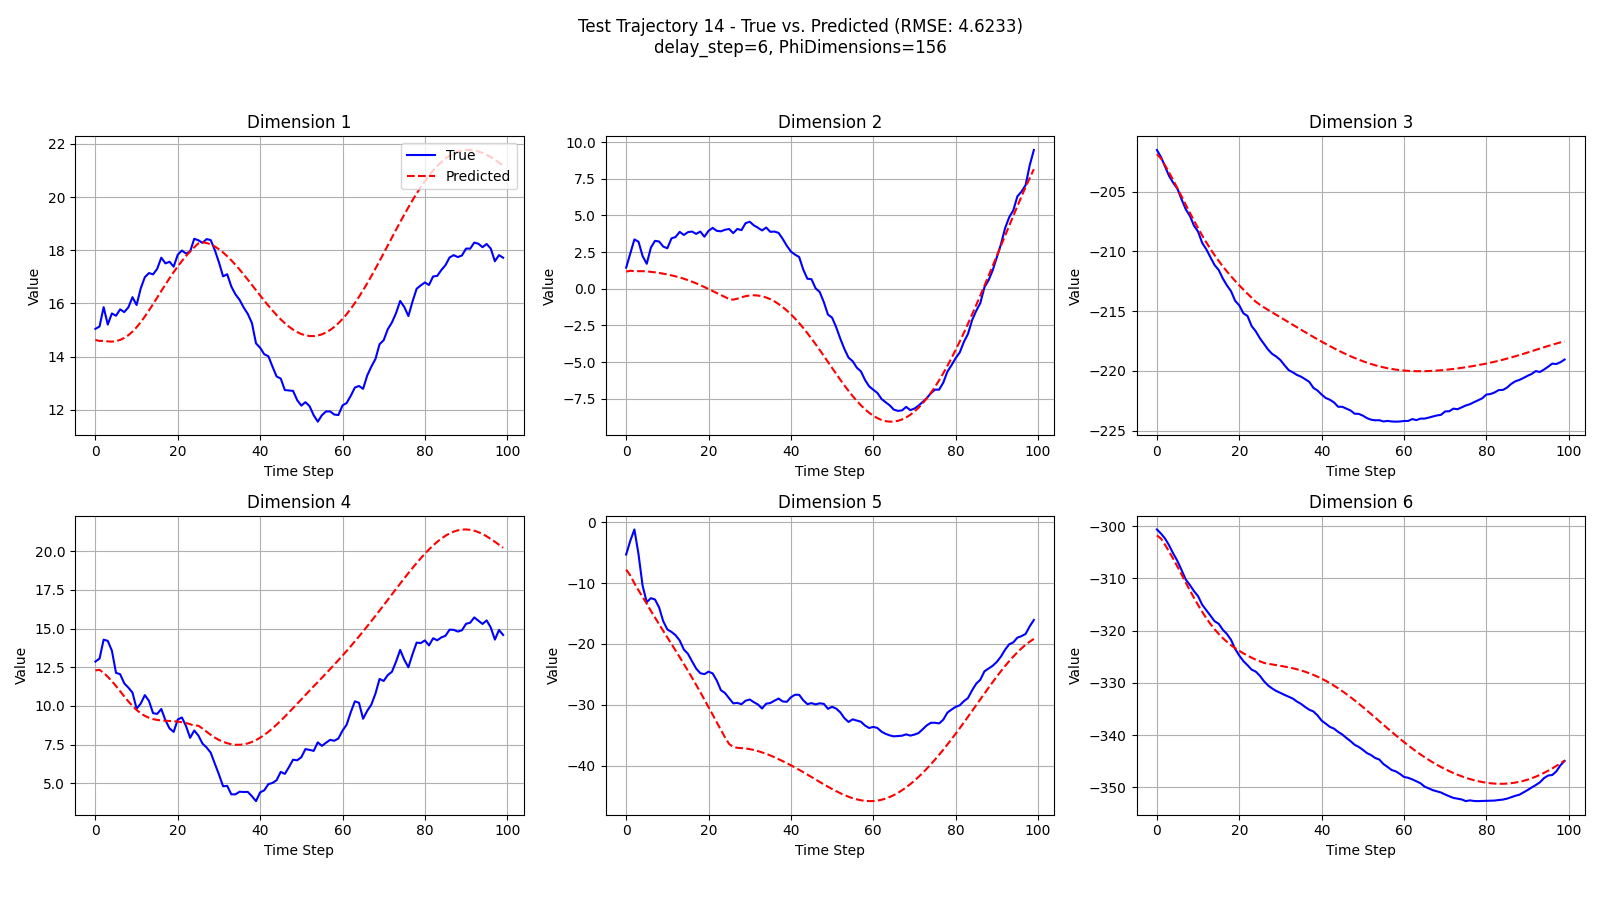 Test Trajectory 14 - True vs. Predicted (RMSE: 4.6233)
delay_step=6, PhiDimensions=156
Dimension 1
22
20
18
16
14
12
Value
0 20 40 60 80 100
Time Step
True
Predicted
Dimension 2
10.0
7.5
5.0
2.5
0.0
−2.5
−5.0
−7.5
Value
0 20 40 60 80 100
Time Step
Dimension 3
−205
−210
−215
−220
−225
Value
0 20 40 60 80 100
Time Step
Dimension 4
20.0
17.5
15.0
12.5
10.0
7.5
5.0
Value
0 20 40 60 80 100
Time Step
Dimension 5
0
−10
−20
−30
−40
Value
0 20 40 60 80 100
Time Step
Dimension 6
−300
−310
−320
−330
−340
−350
Value
0 20 40 60 80 100
Time Step